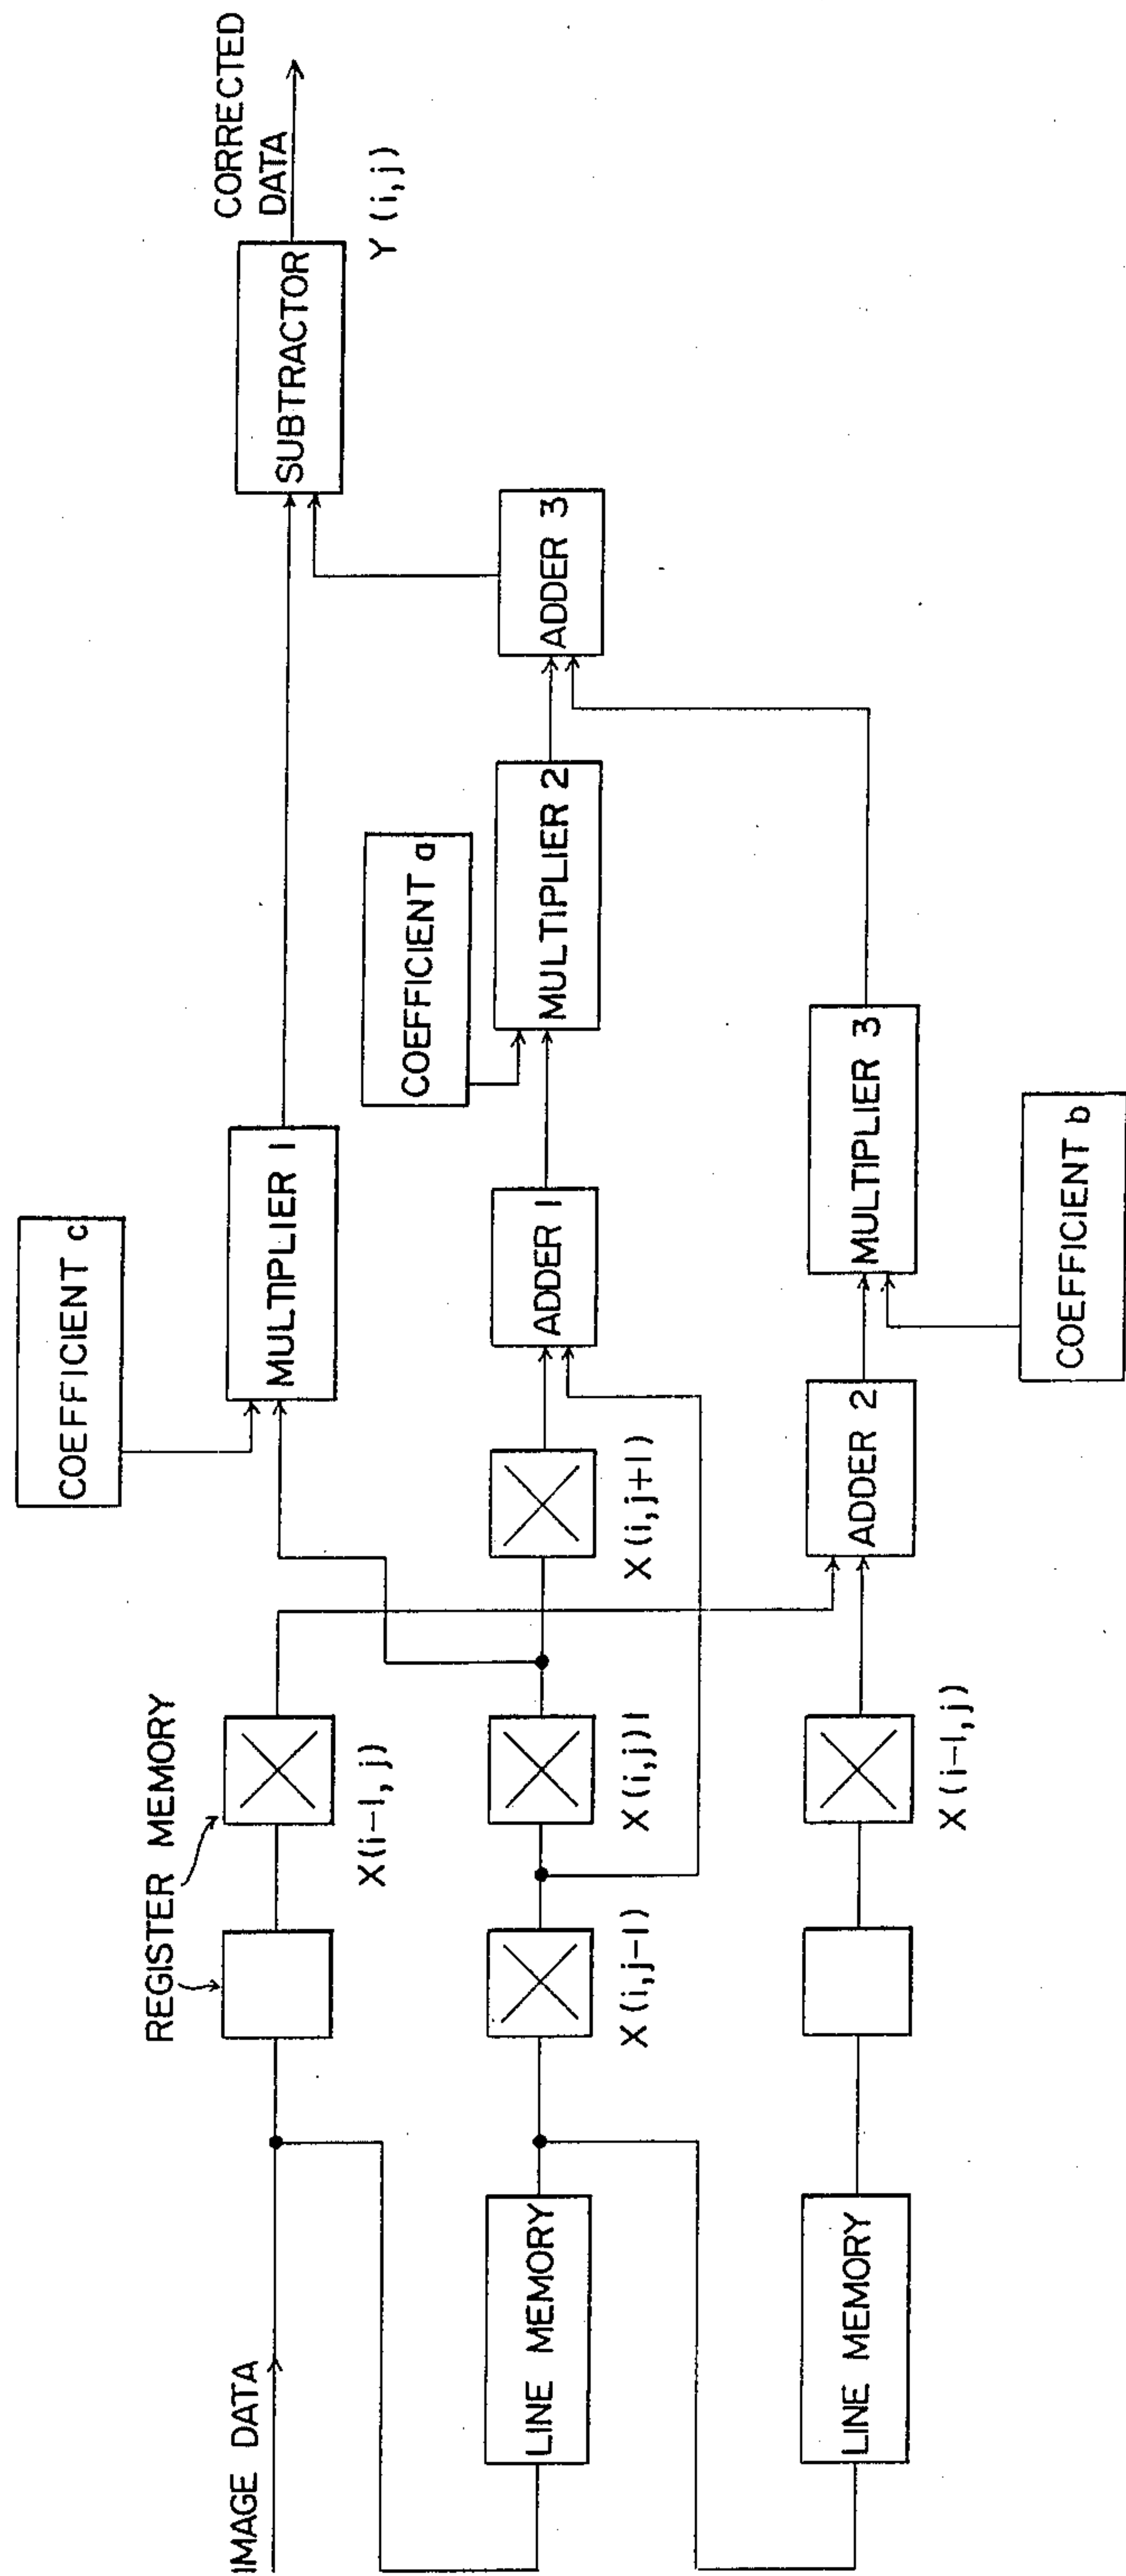 IMAGE DATA
REGISTER MEMORY
X(i-1, j)
COEFFICIENT c
MULTIPLIER 1
SUBTRACTOR
CORRECTED
DATA
Y (i,j)
LINE MEMORY
X(i,j-1)
X(i,j)
X(i,j+1)
ADDER 1
COEFFICIENT a
MULTIPLIER 2
ADDER 3
LINE MEMORY
X(i-1,j)
ADDER 2
MULTIPLIER 3
COEFFICIENT b